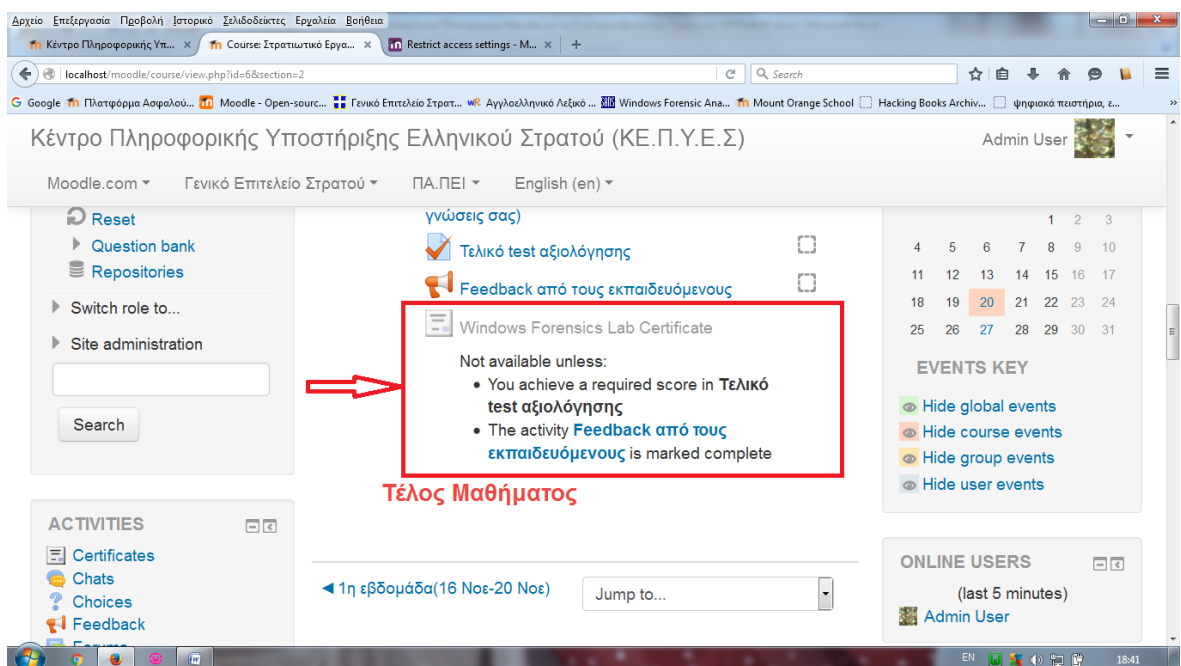 Αρχείο Επεξεργασία Προβολή Ιστορικό Σελιδοδείκτες Εργαλεία Βοήθεια
Κέντρο Πληροφορικής Υπ... × Course: Στρατιωτικό Εργα... × Restrict access settings - M... × +
localhost/moodle/course/view.php?id=6&section=2
Search
Google Πλατφόρμα Ασφαλού... Moodle - Open-sourc... Γενικό Επιτελείο Στρατ... Αγγλοελληνικό Λεξικό ... Windows Forensic Ana... Mount Orange School Hacking Books Archiv... ψηφιακά πειστήρια, ε... »
Κέντρο Πληροφορικής Υποστήριξης Ελληνικού Στρατού (ΚΕ.Π.Υ.Ε.Σ)
Admin User
Moodle.com Γενικό Επιτελείο Στρατού ΠΑ.ΠΕΙ English (en)
Reset
Question bank
Repositories
Switch role to...
Site administration
Search
ACTIVITIES
Certificates
Chats
Choices
Feedback
Forums
γνώσεις σας)
Τελικό test αξιολόγησης
Feedback από τους εκπαιδευόμενους
Windows Forensics Lab Certificate
Not available unless:
• You achieve a required score in Τελικό
test αξιολόγησης
• The activity Feedback από τους
εκπαιδευόμενους is marked complete
Τέλος Μαθήματος
◄ 1η εβδομάδα(16 Νοε-20 Νοε)
Jump to...
1 2 3
4 5 6 7 8 9 10
11 12 13 14 15 16 17
18 19 20 21 22 23 24
25 26 27 28 29 30 31
EVENTS KEY
Hide global events
Hide course events
Hide group events
Hide user events
ONLINE USERS
(last 5 minutes)
Admin User
EN
18:41